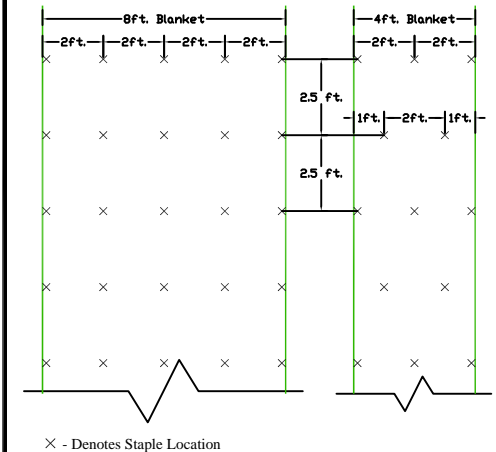 8ft. Blanket 4ft. Blanket
2ft. 2ft. 2ft. 2ft. 2ft. 2ft.
2.5 ft.
1ft. 2ft. 1ft.
2.5 ft.
× - Denotes Staple Location